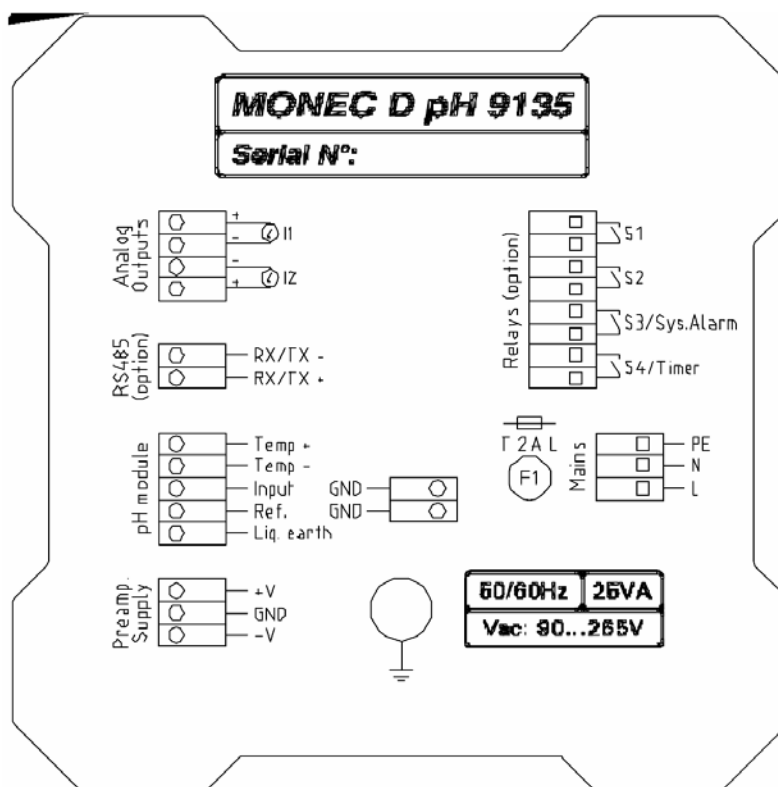 MONEC D pH 9135
Serial N°:
Analog
Outputs
+
-
I1
-
+
I2
Relays (option)
S1
S2
S3/Sys.Alarm
S4/Timer
RS485
(option)
RX/TX -
RX/TX +
pH module
Temp +
Temp -
Input
Ref.
Liq. earth
GND
GND
T 2 A L
F1
Mains
PE
N
L
Preamp.
Supply
+V
GND
-V
50/60Hz
25VA
Vac: 90...265V